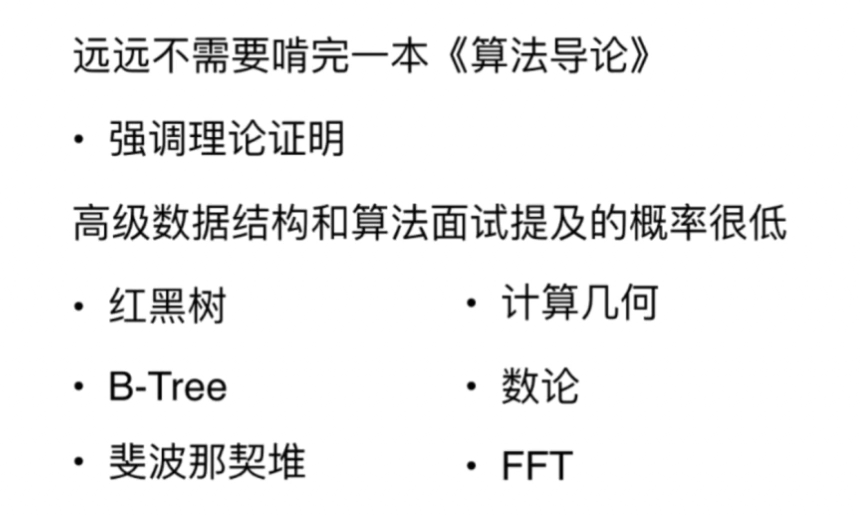 远远不需要啃完一本《算法导论》
• 强调理论证明
高级数据结构和算法面试提及的概率很低
• 红黑树
• 计算几何
• B-Tree
• 数论
• 斐波那契堆
• FFT